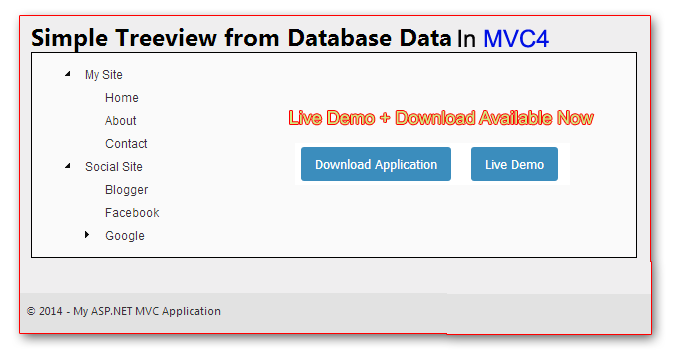 Simple Treeview from Database Data In MVC4
My Site
Home
About
Contact
Social Site
Blogger
Facebook
Google
Live Demo + Download Available Now
Download Application
Live Demo
© 2014 - My ASP.NET MVC Application